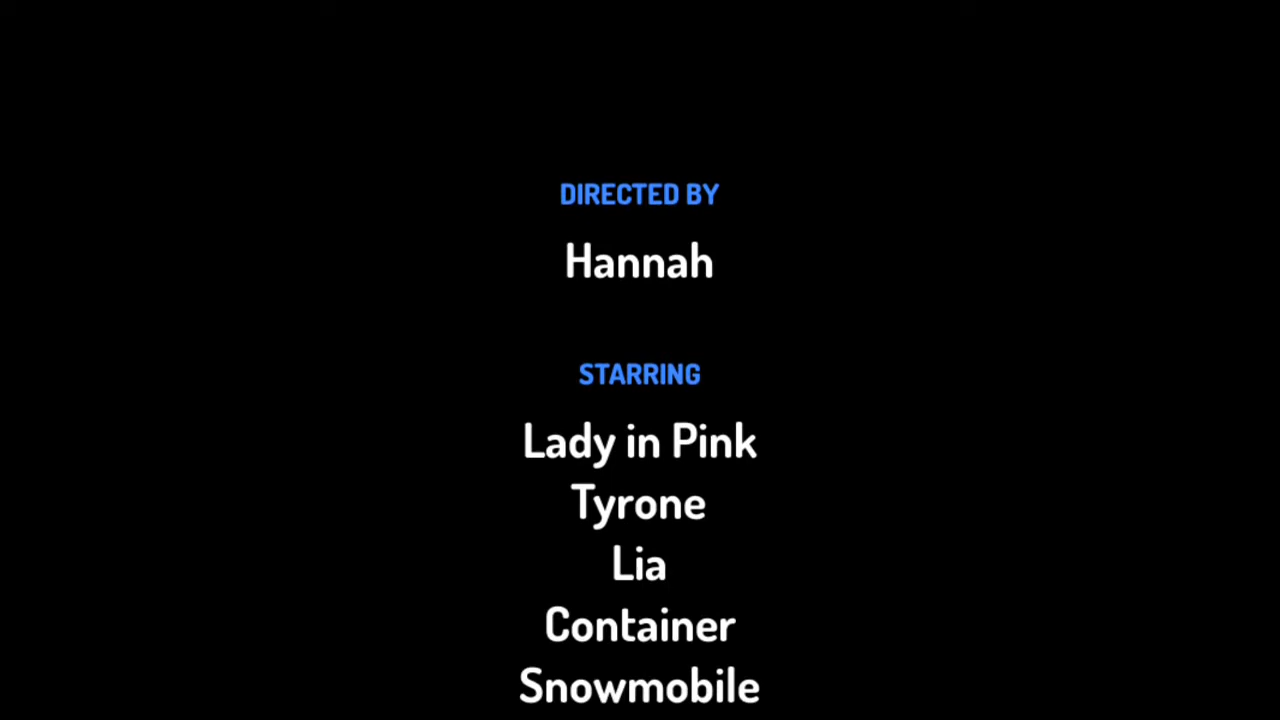 DIRECTED BY
Hannah
STARRING
Lady in Pink
Tyrone
Lia
Container
Snowmobile